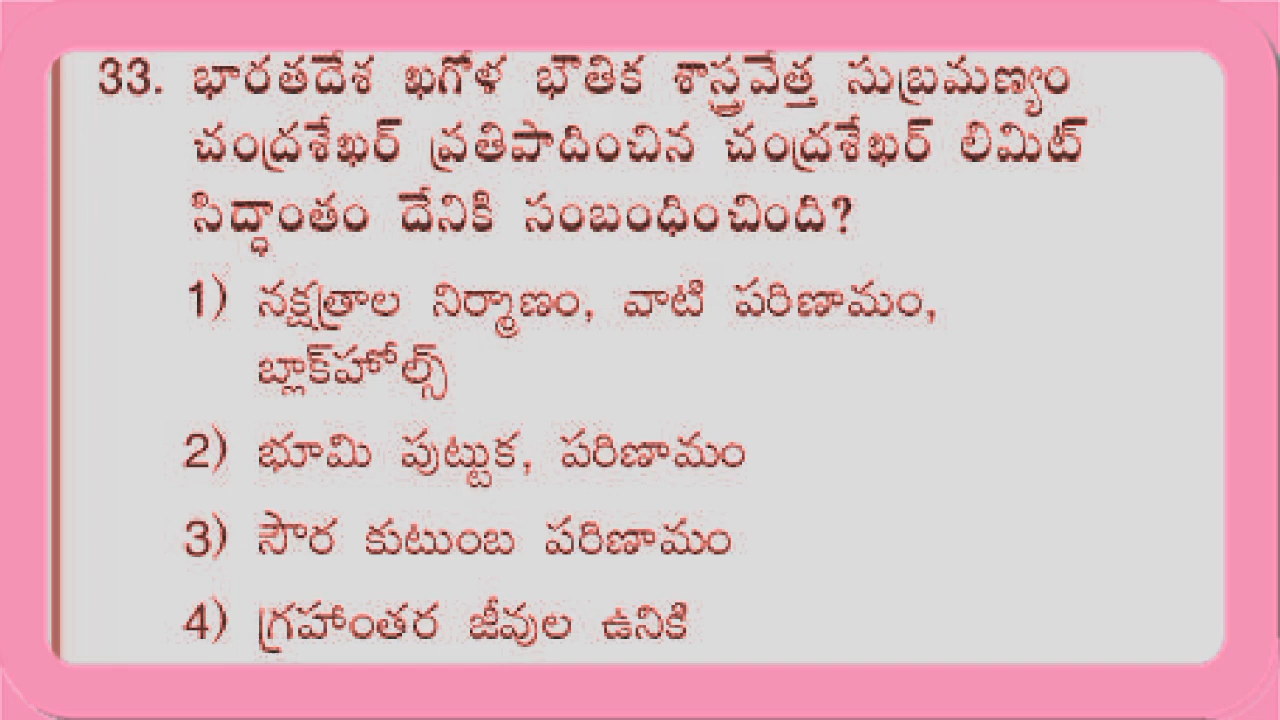 33. భారతదేశ ఖగోళ భౌతిక శాస్త్రవేత్త సుబ్రమణ్యం
చంద్రశేఖర్ ప్రతిపాదించిన చంద్రశేఖర్ లిమిట్
సిద్ధాంతం దేనికి సంబంధించింది?
1) నక్షత్రాల నిర్మాణం, వాటి పరిణామం,
బ్లాక్‌హోల్స్
2) భూమి పుట్టుక, పరిణామం
3) సౌర కుటుంబ పరిణామం
4) గ్రహాంతర జీవుల ఉనికి